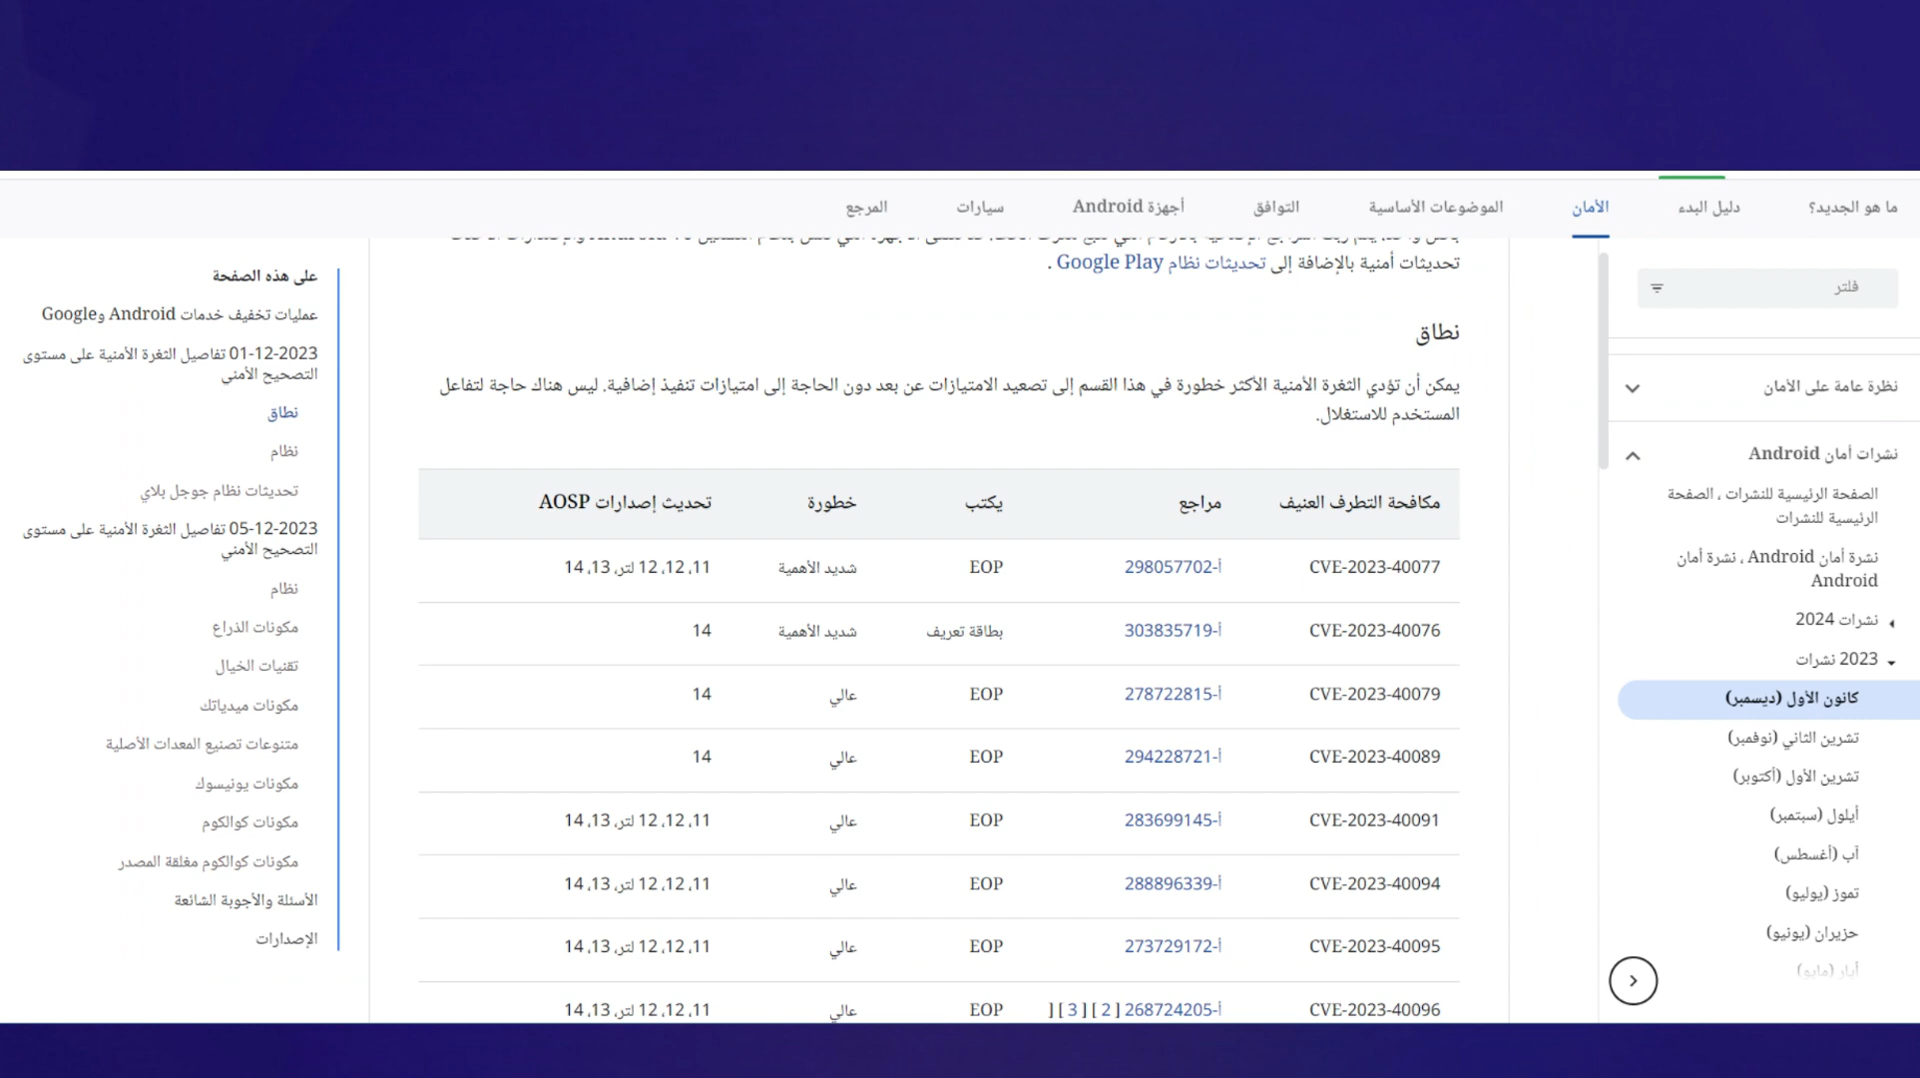 ما هو الجديد؟
دليل البدء
الأمان
الموضوعات الأساسية
التوافق
أجهزة Android
سيارات
المرجع
فلتر
نظرة عامة على الأمان
نشرات أمان Android
الصفحة الرئيسية للنشرات ، الصفحة
الرئيسية للنشرات
نشرة أمان Android ، نشرة أمان
Android
نشرات 2024
2023 نشرات
كانون الأول (ديسمبر)
تشرين الثاني (نوفمبر)
تشرين الأول (أكتوبر)
أيلول (سبتمبر)
آب (أغسطس)
تموز (يوليو)
حزيران (يونيو)
أيار (مايو)
تحديثات أمنية بالإضافة إلى تحديثات نظام Google Play .
نطاق
يمكن أن تؤدي الثغرة الأمنية الأكثر خطورة في هذا القسم إلى تصعيد الامتيازات عن بعد دون الحاجة إلى امتيازات تنفيذ إضافية. ليس هناك حاجة لتفاعل
المستخدم للاستغلال.
مكافحة التطرف العنيف مراجع يكتب خطورة تحديث إصدارات AOSP
CVE-2023-40077 أ-298057702 EOP شديد الأهمية 11، 12، 12 لتر، 13، 14
CVE-2023-40076 أ-303835719 بطاقة تعريف شديد الأهمية 14
CVE-2023-40079 أ-278722815 EOP عالي 14
CVE-2023-40089 أ-294228721 EOP عالي 14
CVE-2023-40091 أ-283699145 EOP عالي 11، 12، 12 لتر، 13، 14
CVE-2023-40094 أ-288896339 EOP عالي 11، 12، 12 لتر، 13، 14
CVE-2023-40095 أ-273729172 EOP عالي 11، 12، 12 لتر، 13، 14
CVE-2023-40096 أ-268724205 [ 2 ] [ 3 ] [ EOP عالي 11، 12، 12 لتر، 13، 14
على هذه الصفحة
عمليات تخفيف خدمات Android وGoogle
01-12-2023 تفاصيل الثغرة الأمنية على مستوى
التصحيح الأمني
نطاق
نظام
تحديثات نظام جوجل بلاي
05-12-2023 تفاصيل الثغرة الأمنية على مستوى
التصحيح الأمني
نظام
مكونات الذراع
تقنيات الخيال
مكونات ميدياتك
متنوعات تصنيع المعدات الأصلية
مكونات يونيسوك
مكونات كوالكوم
مكونات كوالكوم مغلقة المصدر
الأسئلة والأجوبة الشائعة
الإصدارات